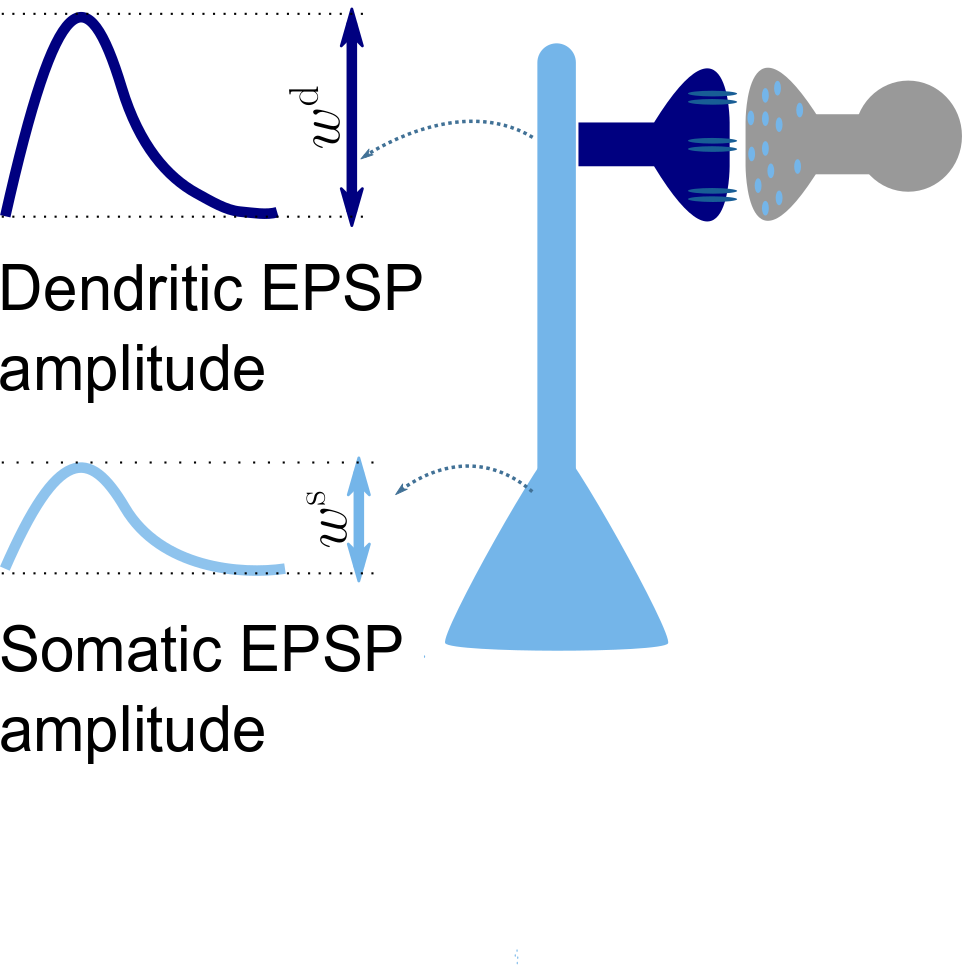 w^d
Dendritic EPSP
amplitude
w^s
Somatic EPSP
amplitude